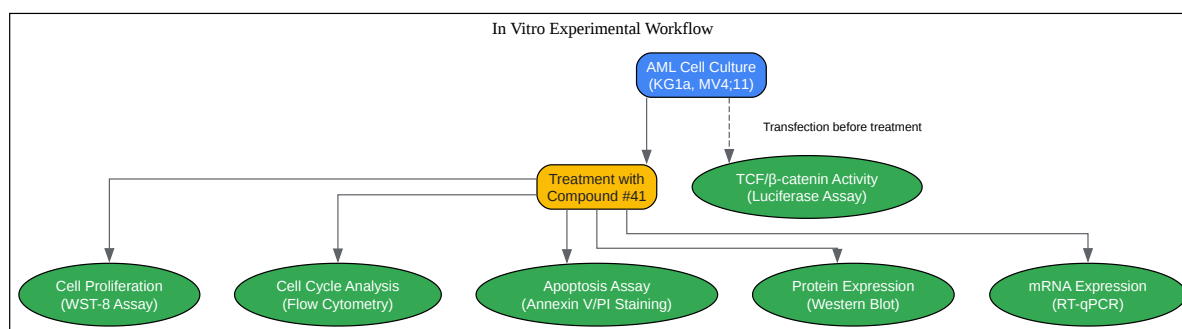 In Vitro Experimental Workflow
AML Cell Culture
(KG1a, MV4;11)
Transfection before treatment
Treatment with
Compound #41
TCF/β-catenin Activity
(Luciferase Assay)
Cell Proliferation
(WST-8 Assay)
Cell Cycle Analysis
(Flow Cytometry)
Apoptosis Assay
(Annexin V/PI Staining)
Protein Expression
(Western Blot)
mRNA Expression
(RT-qPCR)